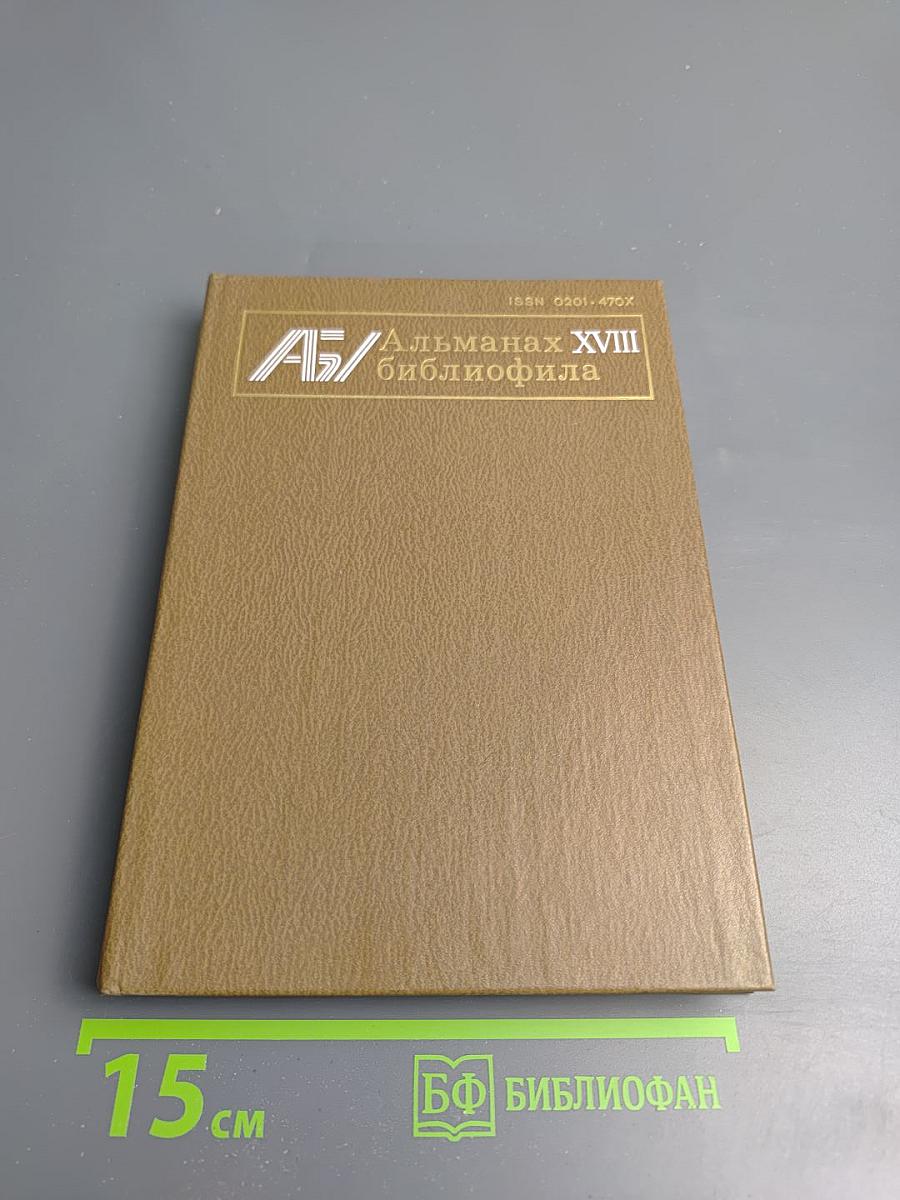 ISSN 0201-470X
АБ
Альманах XVIII
библиофила
15 см
БФ БИБЛИОФАН